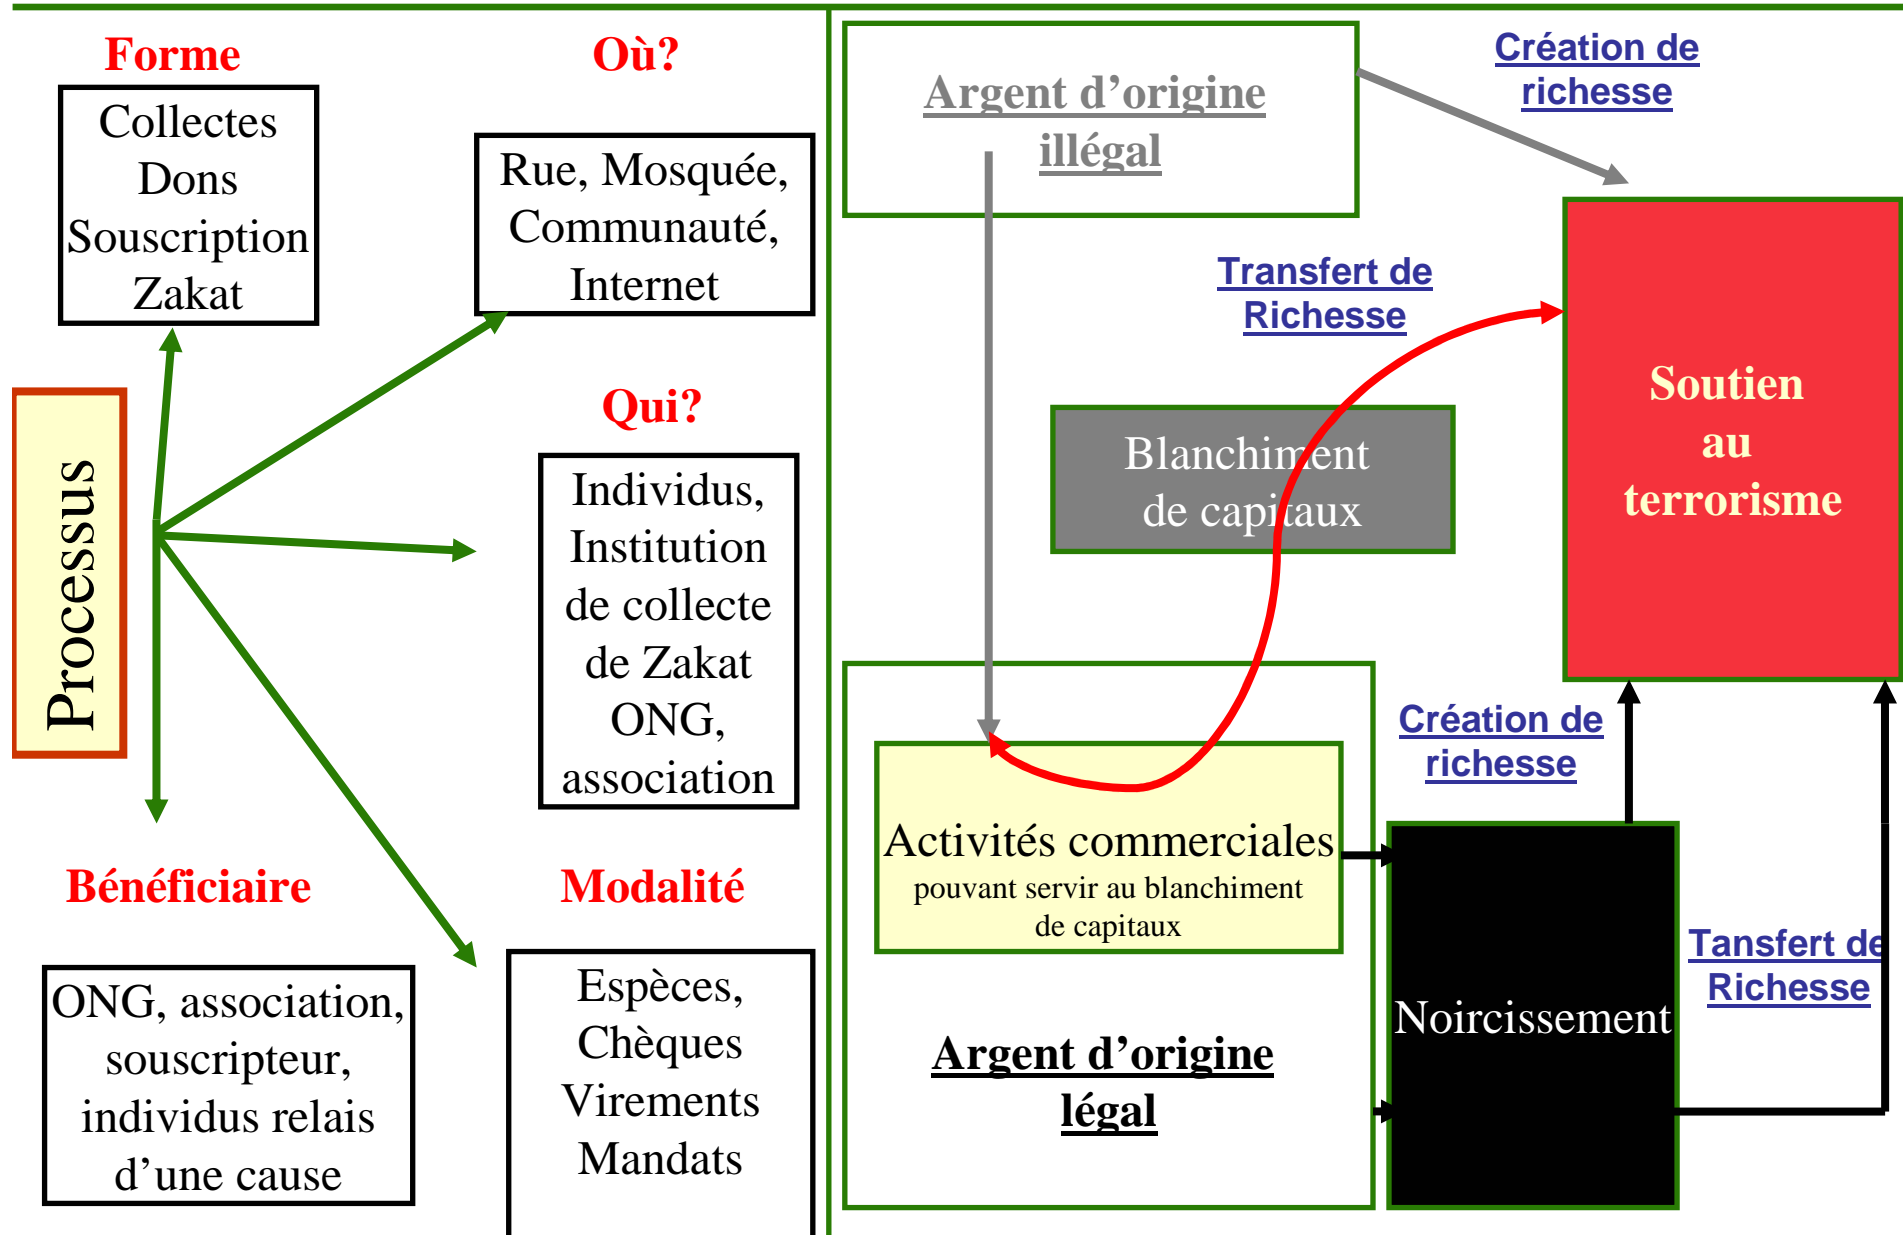 Forme
Collectes
Dons
Souscription
Zakat
Où?
Rue, Mosquée,
Communauté,
Internet
Processus
Qui?
Individus,
Institution
de collecte
de Zakat
ONG,
association
Bénéficiaire
ONG, association,
souscripteur,
individus relais
d’une cause
Modalité
Espèces,
Chèques
Virements
Mandats
Argent d’origine
illégal
Création de
richesse
Transfert de
Richesse
Soutien
au
terrorisme
Blanchiment
de capitaux
Création de
richesse
Activités commerciales
pouvant servir au blanchiment
de capitaux
Tansfert de
Richesse
Noircissement
Argent d’origine
légal